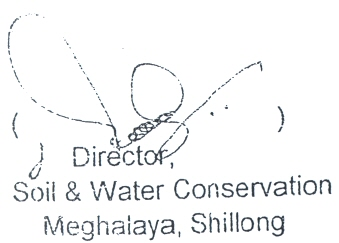 ( )
Director,
Soil & Water Conservation
Meghalaya, Shillong